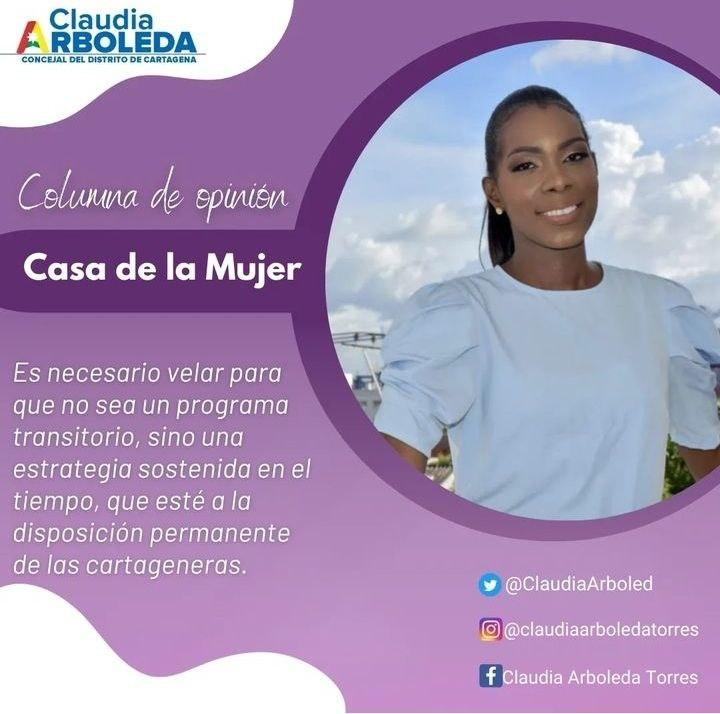 Claudia
ARBOLEDA
CONCEJAL DEL DISTRITO DE CARTAGENA
Columna de opinión
Casa de la Mujer
Es necesario velar para
que no sea un programa
transitorio, sino una
estrategia sostenida en el
tiempo, que esté a la
disposición permanente
de las cartageneras.
@ClaudiaArboled
@claudiaarboledatorres
Claudia Arboleda Torres